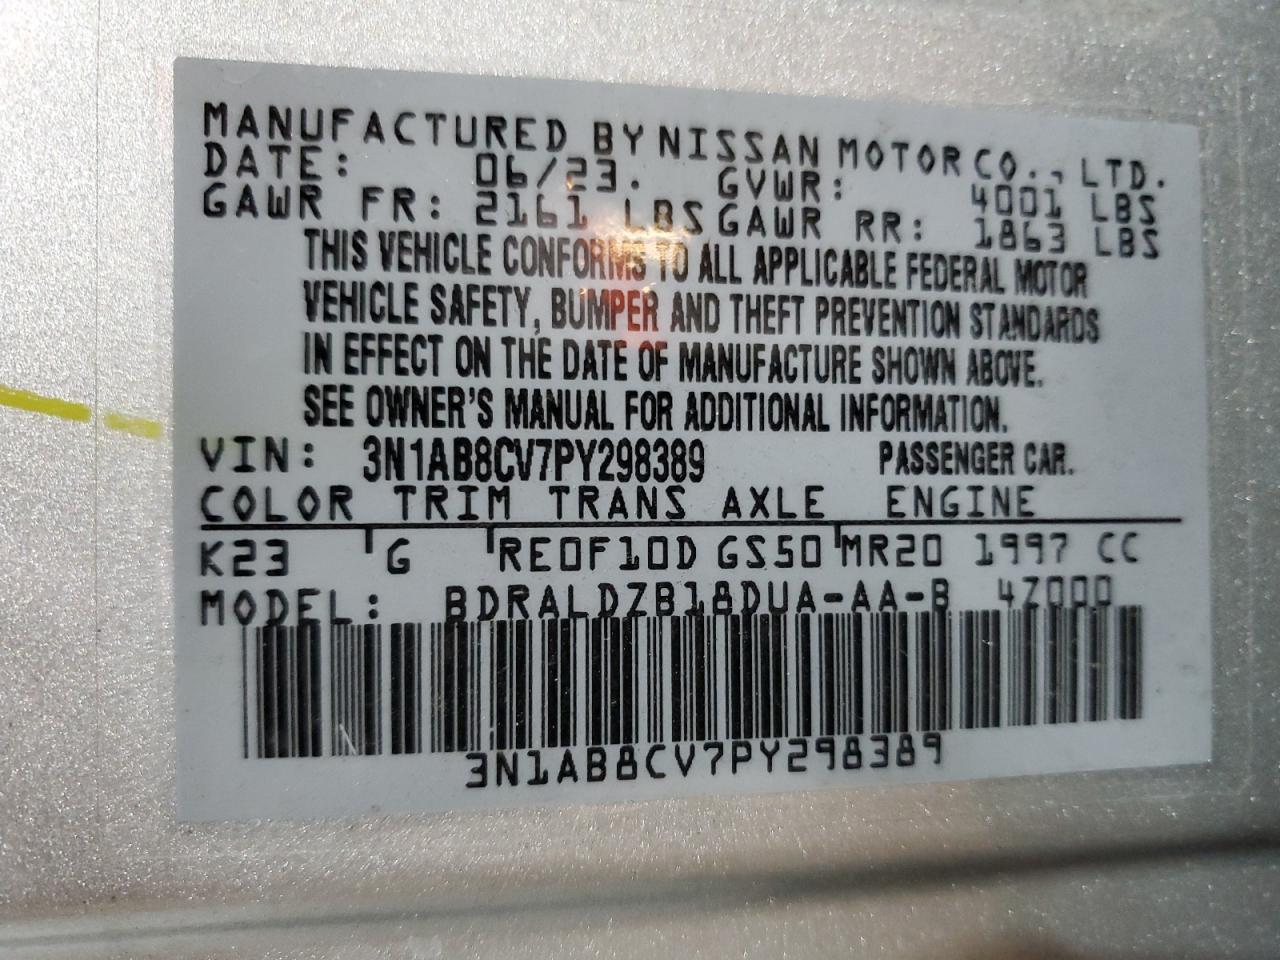 MANUFACTURED BY NISSAN MOTOR CO., LTD.
DATE: 06/23. GVWR: 4001 LBS
GAWR FR: 2161 LBS GAWR RR: 1863 LBS
THIS VEHICLE CONFORMS TO ALL APPLICABLE FEDERAL MOTOR
VEHICLE SAFETY, BUMPER AND THEFT PREVENTION STANDARDS
IN EFFECT ON THE DATE OF MANUFACTURE SHOWN ABOVE.
SEE OWNER'S MANUAL FOR ADDITIONAL INFORMATION.
VIN: 3N1AB8CV7PY298389 PASSENGER CAR.
COLOR TRIM TRANS AXLE ENGINE
K23 G RE0F10D GS50 MR20 1997 CC
MODEL: BDRALDZB18DUA-AA-B 4Z000
3N1AB8CV7PY298389